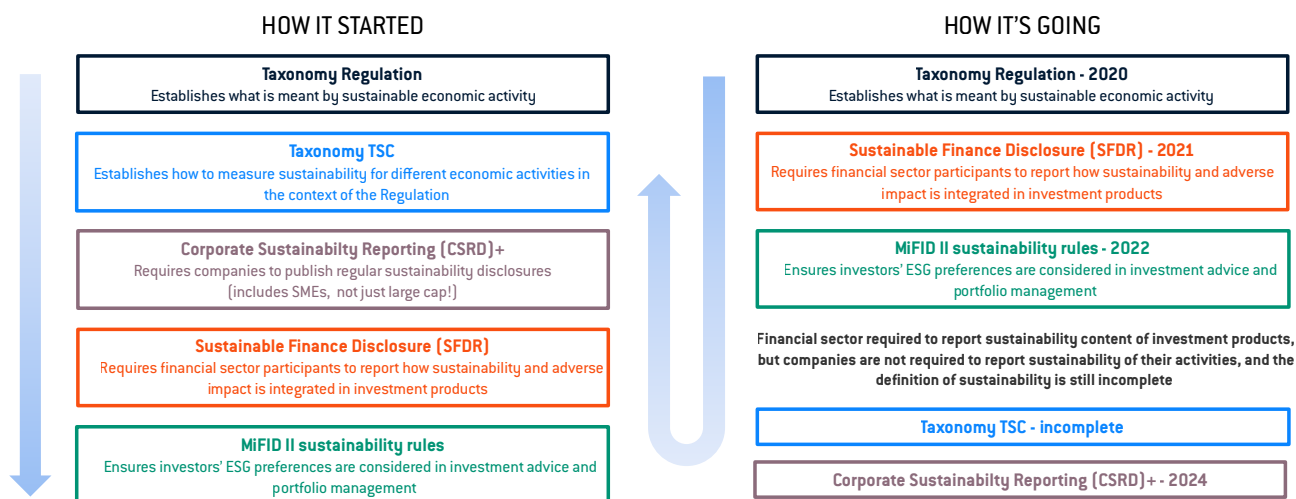 HOW IT STARTED
Taxonomy Regulation
Establishes what is meant by sustainable economic activity
Taxonomy TSC
Establishes how to measure sustainability for different economic activities in
the context of the Regulation
Corporate Sustainabilty Reporting (CSRD)+
Requires companies to publish regular sustainability disclosures
(includes SMEs, not just large cap!)
Sustainable Finance Disclosure (SFDR)
Requires financial sector participants to report how sustainability and adverse
impact is integrated in investment products
MiFID II sustainability rules
Ensures investors' ESG preferences are considered in investment advice and
portfolio management
HOW IT'S GOING
Taxonomy Regulation - 2020
Establishes what is meant by sustainable economic activity
Sustainable Finance Disclosure (SFDR) - 2021
Requires financial sector participants to report how sustainability and adverse
impact is integrated in investment products
MiFID II sustainability rules - 2022
Ensures investors' ESG preferences are considered in investment advice and
portfolio management
Financial sector required to report sustainability content of investment products,
but companies are not required to report sustainability of their activities, and the
definition of sustainability is still incomplete
Taxonomy TSC - incomplete
Corporate Sustainabilty Reporting (CSRD)+ - 2024